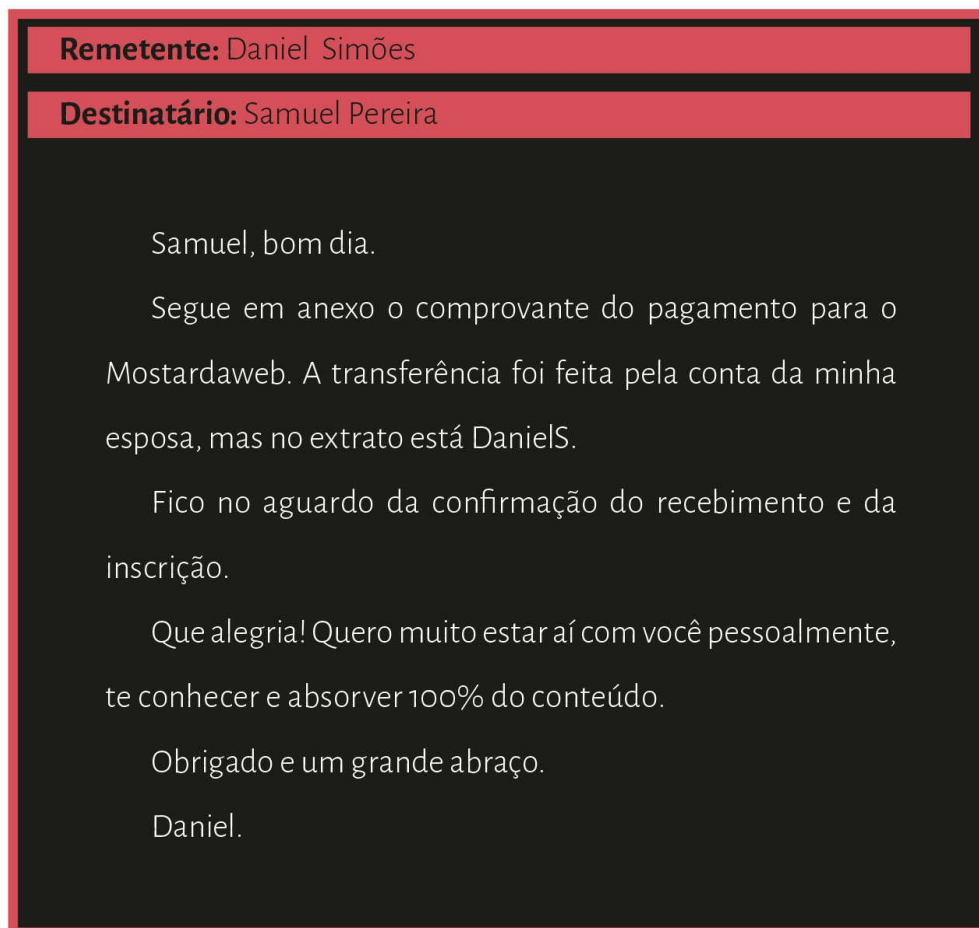 Remetente: Daniel Simões
Destinatário: Samuel Pereira
Samuel, bom dia.
Segue em anexo o comprovante do pagamento para o
Mostardaweb. A transferência foi feita pela conta da minha
esposa, mas no extrato está DanielS.
Fico no aguardo da confirmação do recebimento e da
inscrição.
Que alegria! Quero muito estar aí com você pessoalmente,
te conhecer e absorver 100% do conteúdo.
Obrigado e um grande abraço.
Daniel.